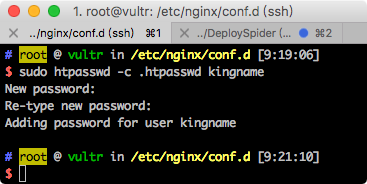 1. root@vultr: /etc/nginx/conf.d (ssh)
../nginx/conf.d (ssh) ⌘1 ../DeploySpider (... ⌘2
# root @ vultr in /etc/nginx/conf.d [9:19:06]
$ sudo htpasswd -c .htpasswd kingname
New password:
Re-type new password:
Adding password for user kingname
# root @ vultr in /etc/nginx/conf.d [9:21:10]
$